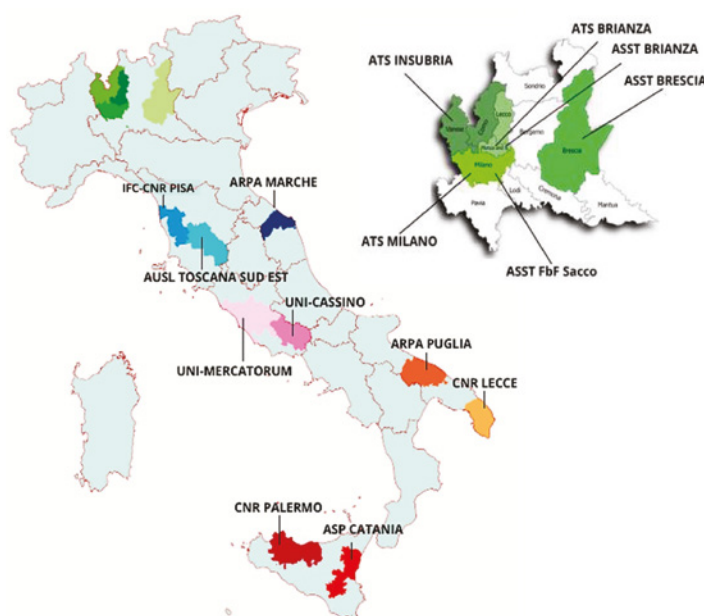 ATS BRIANZA
ASST BRIANZA
ATS INSUBRIA
ASST BRESCIA
Sondrio
Lecco
Como
Varese
Bergamo
Brescia
Milano
Lodi
Pavia
Cremona
Mantua
ATS MILANO
ASST FbF Sacco
IFC-CNR PISA
ARPA MARCHE
AUSL TOSCANA SUD EST
UNI-CASSINO
UNI-MERCATORUM
ARPA PUGLIA
CNR LECCE
CNR PALERMO
ASP CATANIA